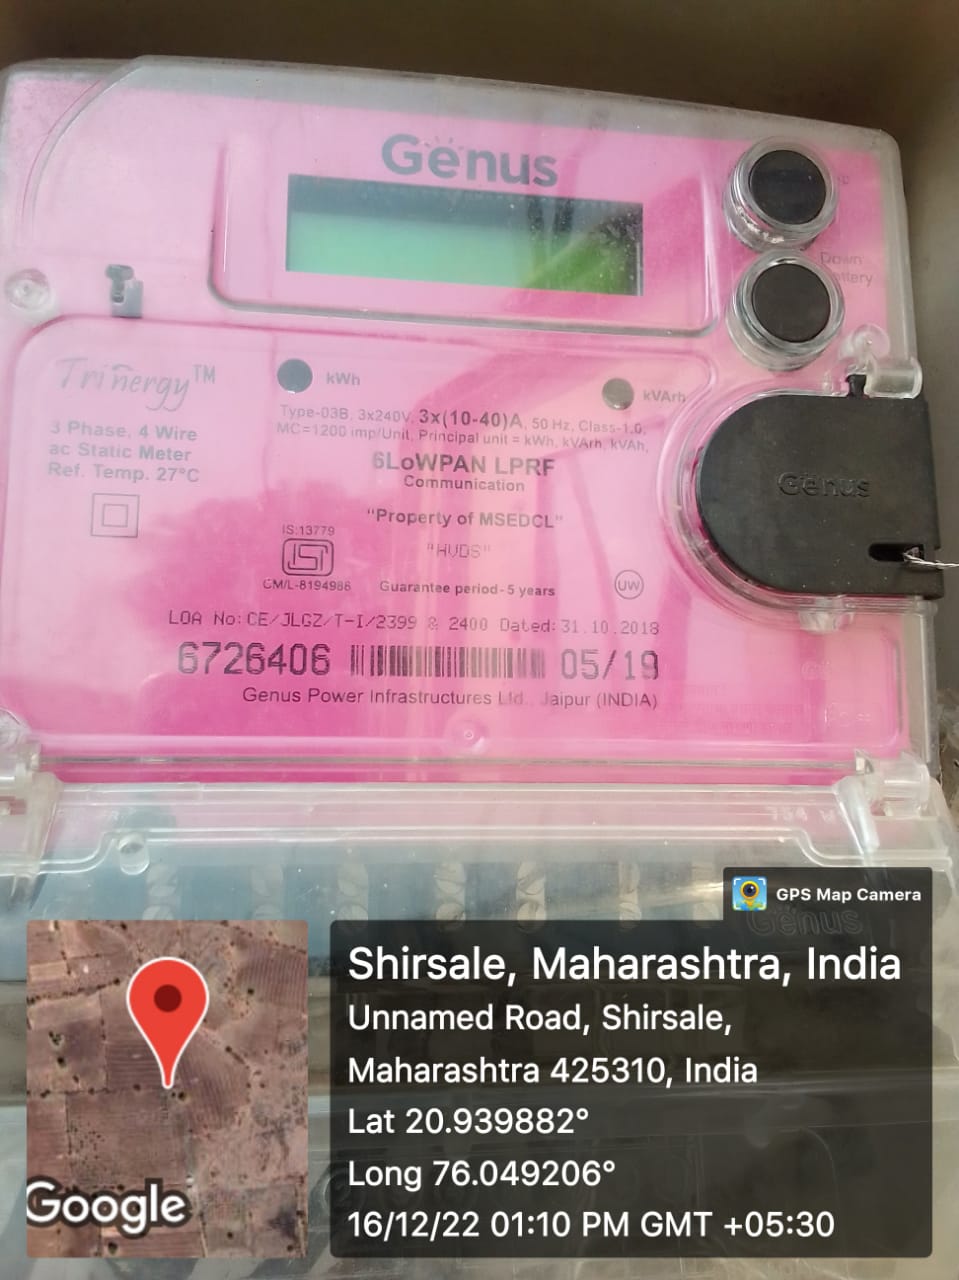 Genus
Down
Trinergy™
kWh
kVArh
3 Phase, 4 Wire
ac Static Meter
Ref. Temp. 27°C
Type-03B, 3x240V, 3x(10-40)A, 50 Hz, Class-1.0,
MC=1200 imp/Unit, Principal unit = kWh, kVArh, kVAh,
6LoWPAN LPRF
Communication
"Property of MSEDCL"
"HVDS"
IS:13779
ISI
CM/L-8194986
Guarantee period-5 years
UW
Genus
LOA No: CE/JLGZ/T-I/2399 & 2400 Dated: 31.10.2018
6726406 05/19
Genus Power Infrastructures Ltd., Jaipur (INDIA)
Genus
GPS Map Camera
Shirsale, Maharashtra, India
Unnamed Road, Shirsale,
Maharashtra 425310, India
Lat 20.939882°
Long 76.049206°
16/12/22 01:10 PM GMT +05:30
Google